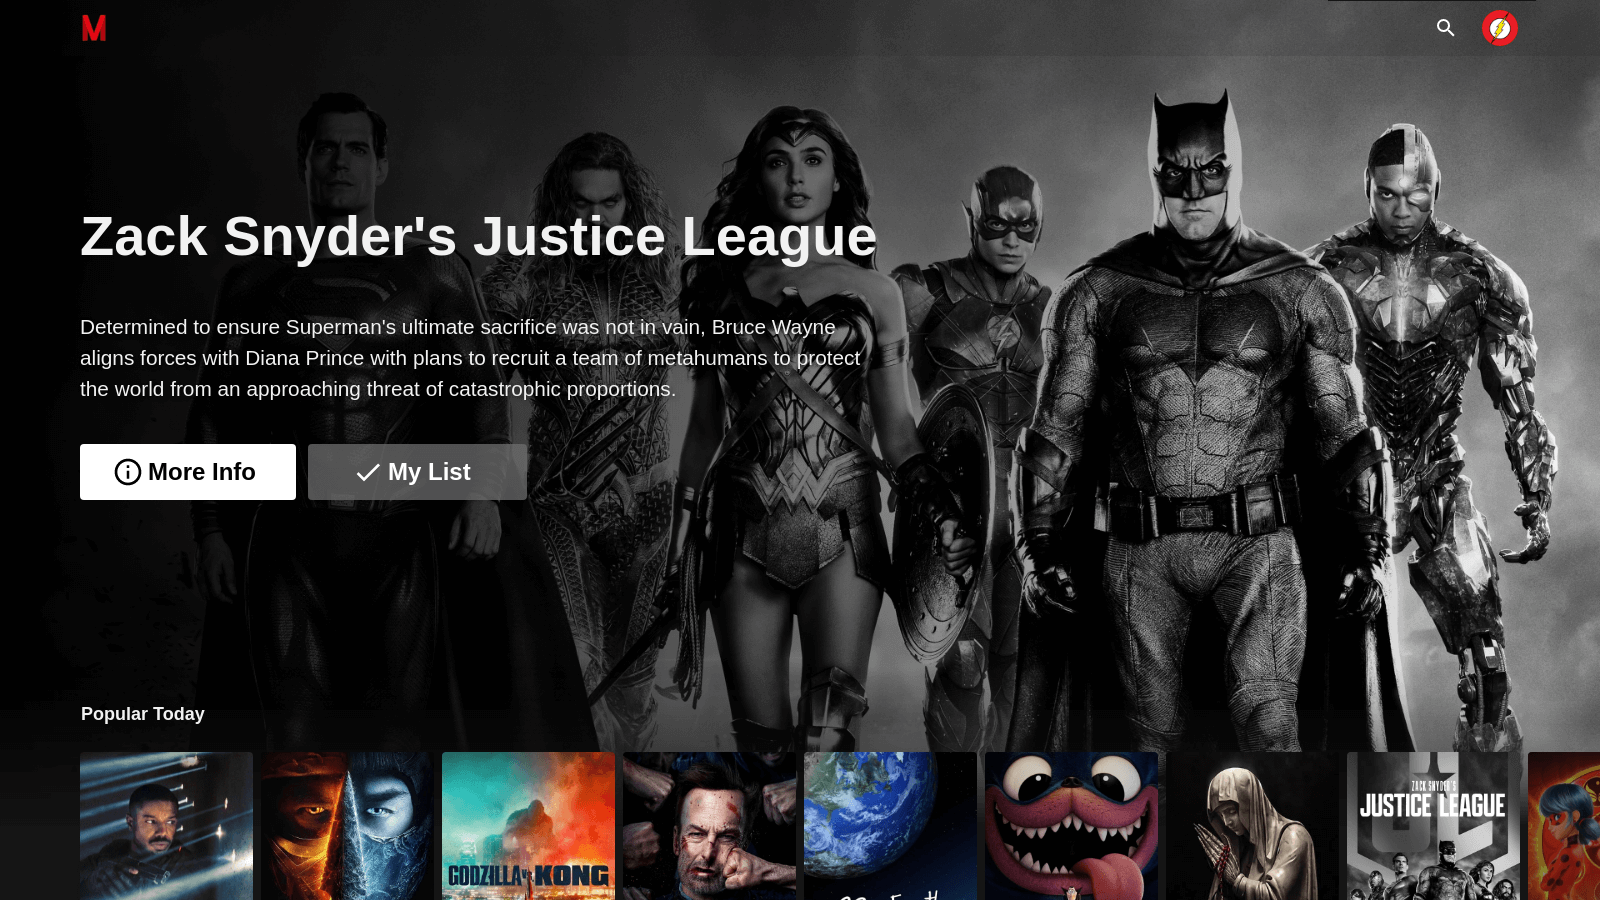 M
Zack Snyder's Justice League
Determined to ensure Superman's ultimate sacrifice was not in vain, Bruce Wayne
aligns forces with Diana Prince with plans to recruit a team of metahumans to protect
the world from an approaching threat of catastrophic proportions.
More Info
My List
Popular Today
GODZILLA vs KONG
ZACK SNYDER'S
JUSTICE LEAGUE